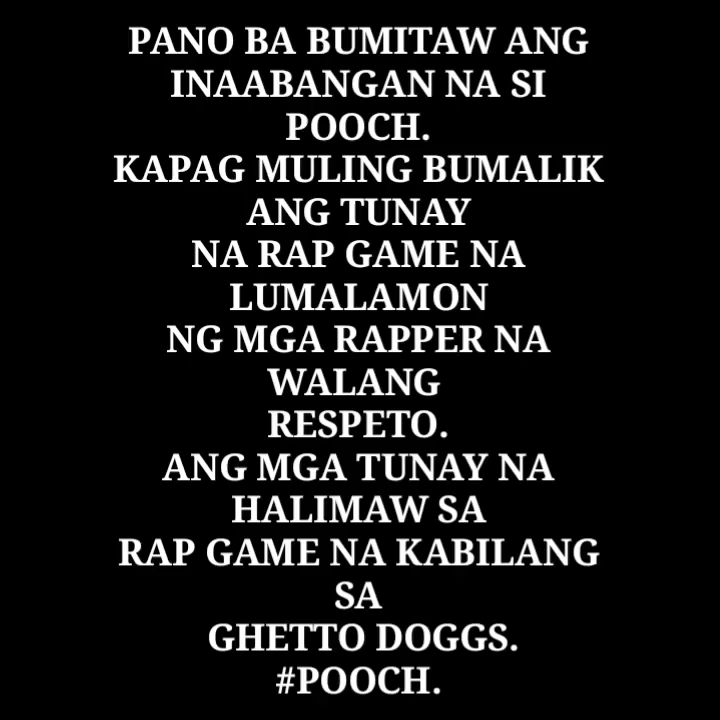 PANO BA BUMITAW ANG
INAABANGAN NA SI
POOCH.
KAPAG MULING BUMALIK
ANG TUNAY
NA RAP GAME NA
LUMALAMON
NG MGA RAPPER NA
WALANG
RESPETO.
ANG MGA TUNAY NA
HALIMAW SA
RAP GAME NA KABILANG
SA
GHETTO DOGGS.
#POOCH.